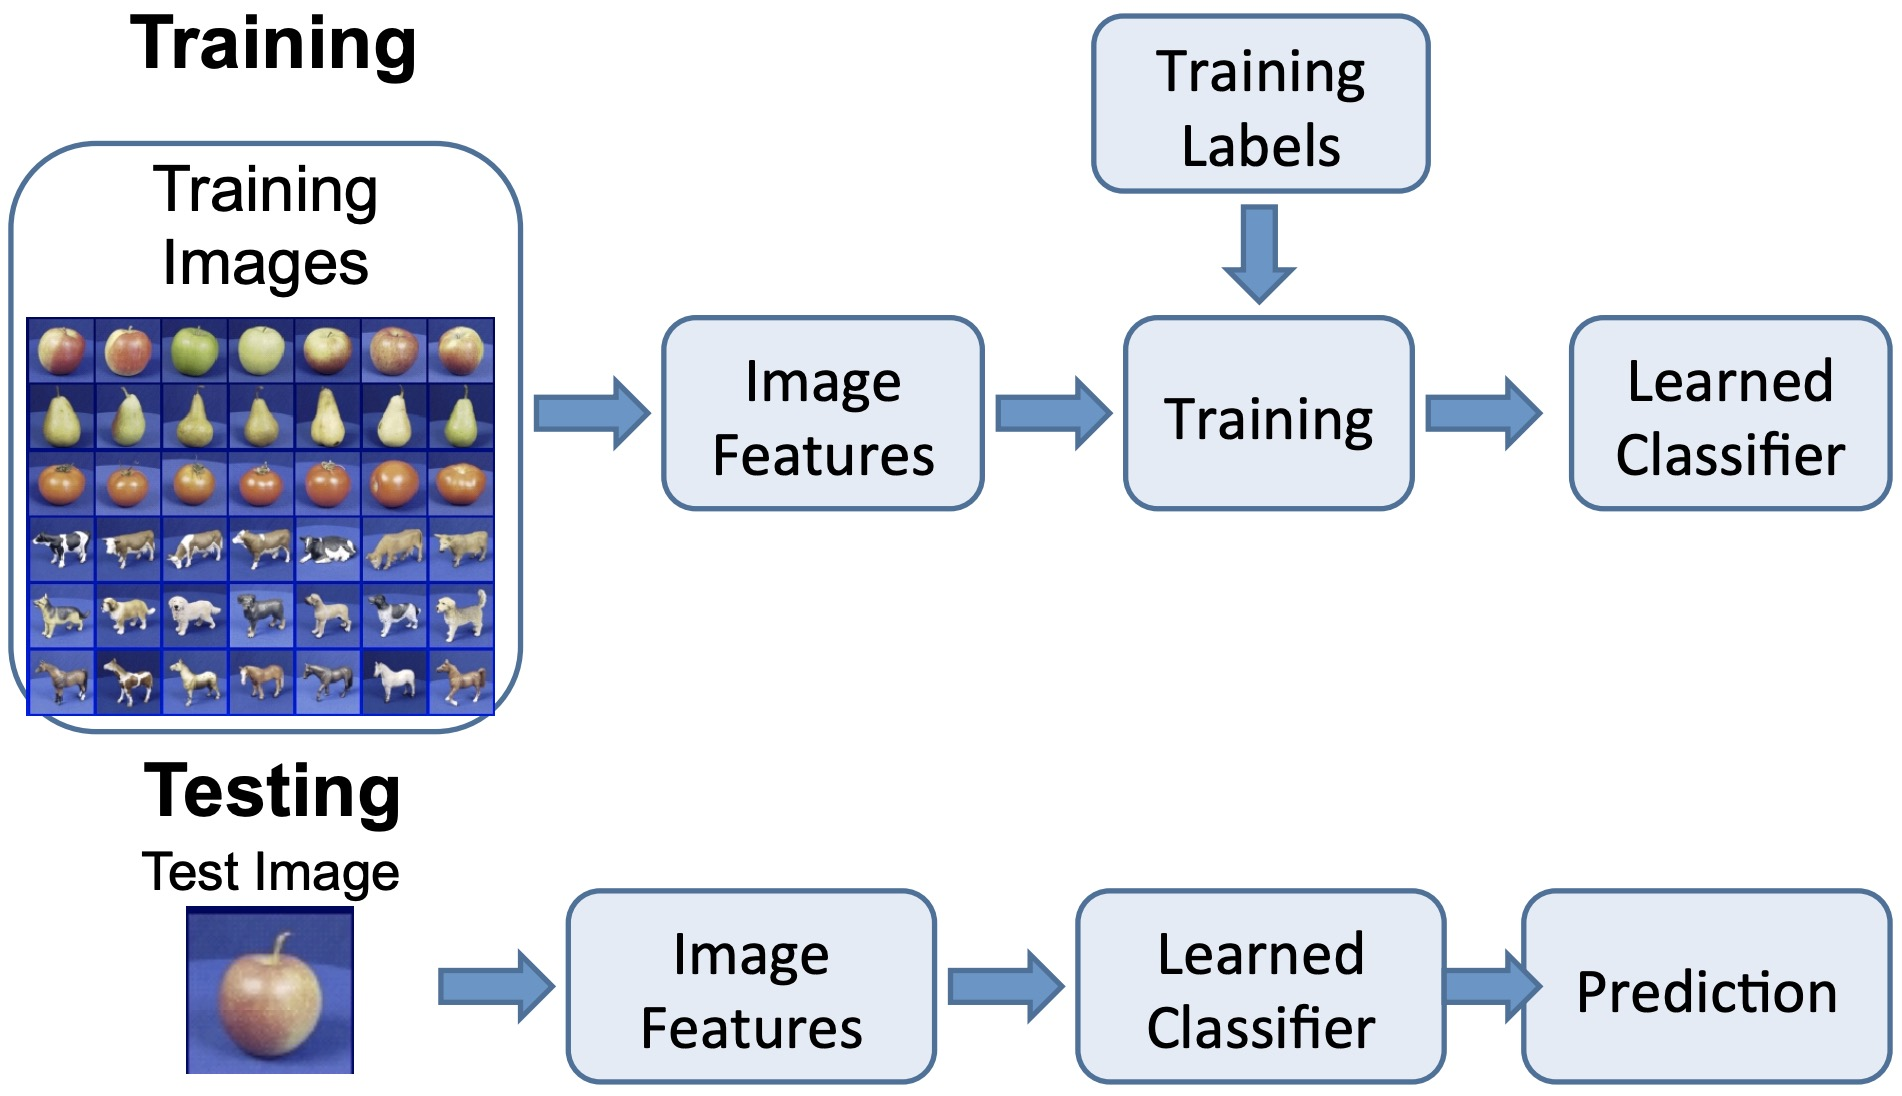 Training
Training
Images
Training
Labels
Image
Features
Training
Learned
Classifier
Testing
Test Image
Image
Features
Learned
Classifier
Prediction